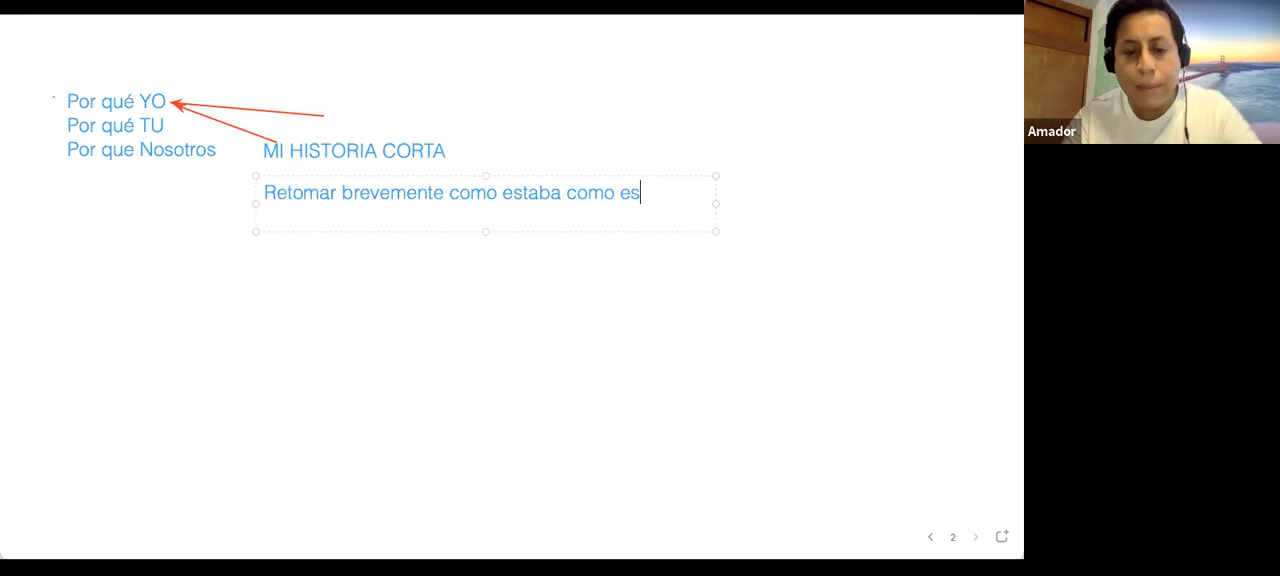 Por qué YO
Por qué TU
Por que Nosotros
MI HISTORIA CORTA
Retomar brevemente como estaba como es
Amador
2